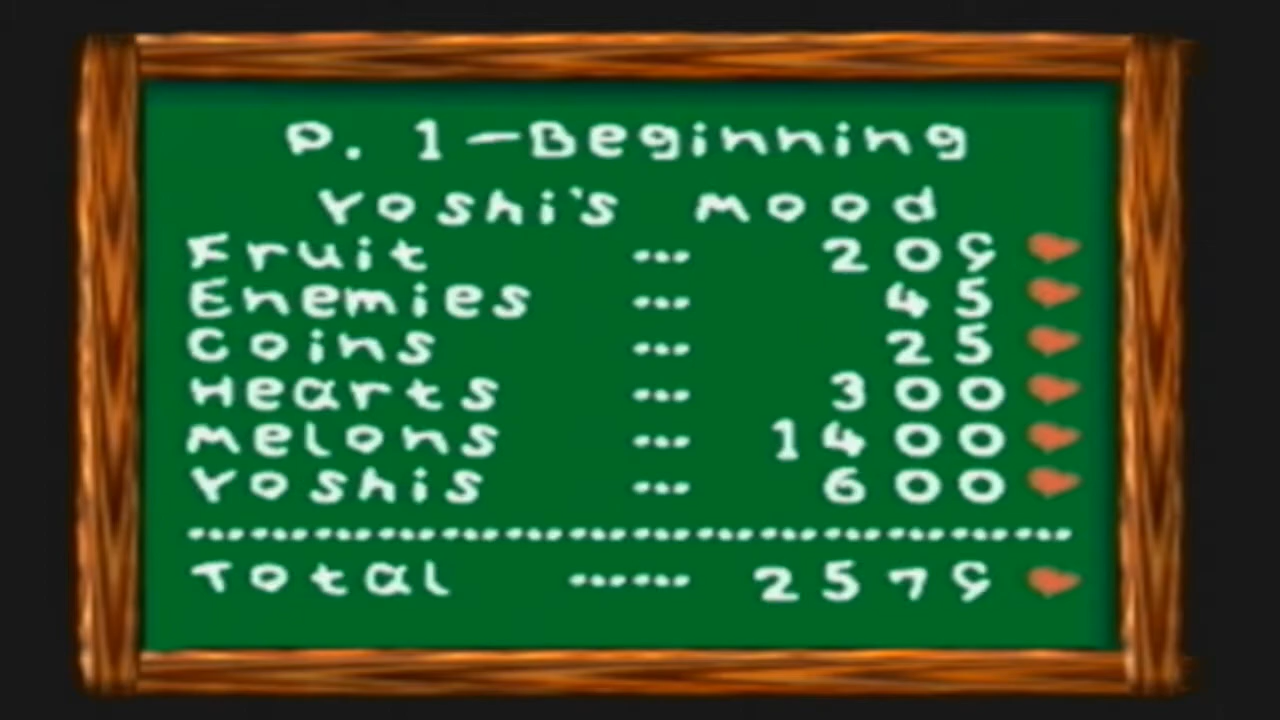 P. 1-Beginning
Yoshi's Mood
Fruit ... 209
Enemies ... 45
Coins ... 25
Hearts ... 300
Melons ... 1400
Yoshis ... 600
Total ...... 2579